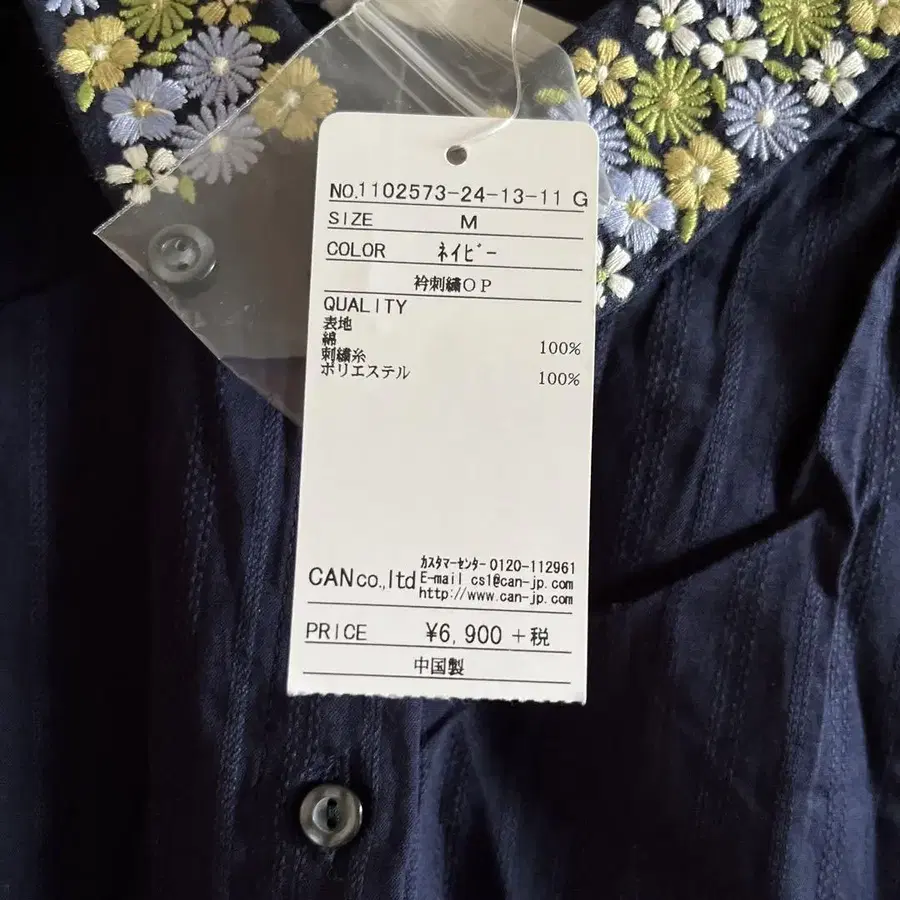 NO.1102573-24-13-11 G
SIZE M
COLOR ﾈｲﾋﾞｰ
衿刺繍OP
QUALITY
表地
綿 100%
刺繍糸
ポリエステル 100%
CAN co.,ltd
ｶｽﾀﾏｰｾﾝﾀｰ 0120-112961
E-mail cs1@can-jp.com
http://www.can-jp.com
PRICE ¥6,900 +税
中国製